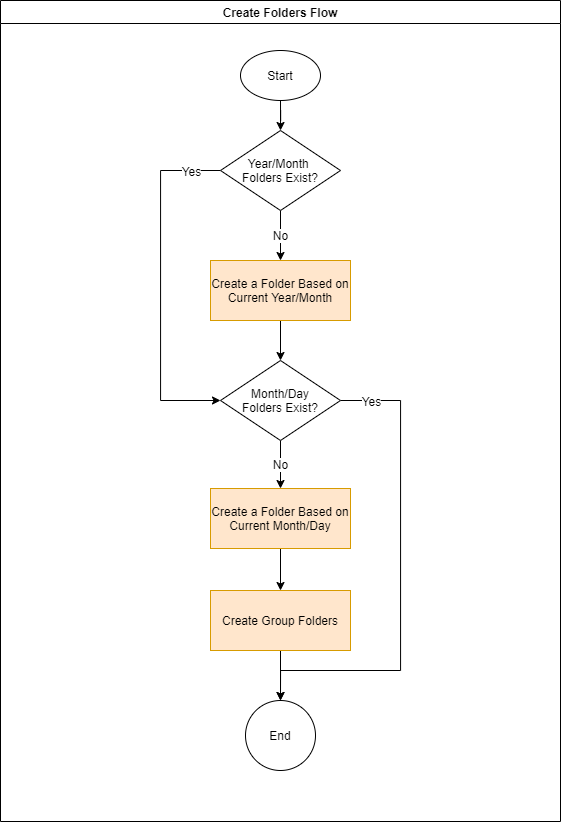 Create Folders Flow
Start
Year/Month
Folders Exist?
Yes
No
Create a Folder Based on
Current Year/Month
Month/Day
Folders Exist?
Yes
No
Create a Folder Based on
Current Month/Day
Create Group Folders
End